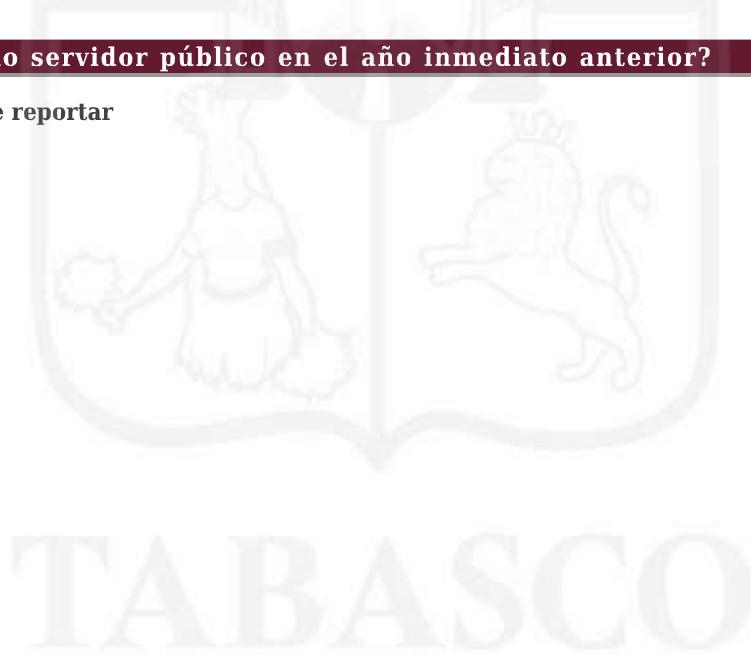 o servidor público en el año inmediato anterior?
e reportar
TABASCO